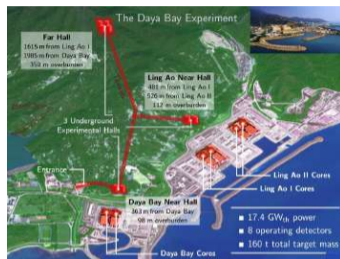 The Daya Bay Experiment
Far Hall
1615 m from Ling Ao I
1985 m from Daya Bay
350 m overburden
Ling Ao Near Hall
481 m from Ling Ao I
526 m from Ling Ao II
112 m overburden
3 Underground
Experimental Halls
Entrance
Daya Bay Near Hall
363 m from Daya Bay
98 m overburden
Ling Ao II Cores
Ling Ao I Cores
Daya Bay Cores
17.4 GWth power
8 operating detectors
160 t total target mass